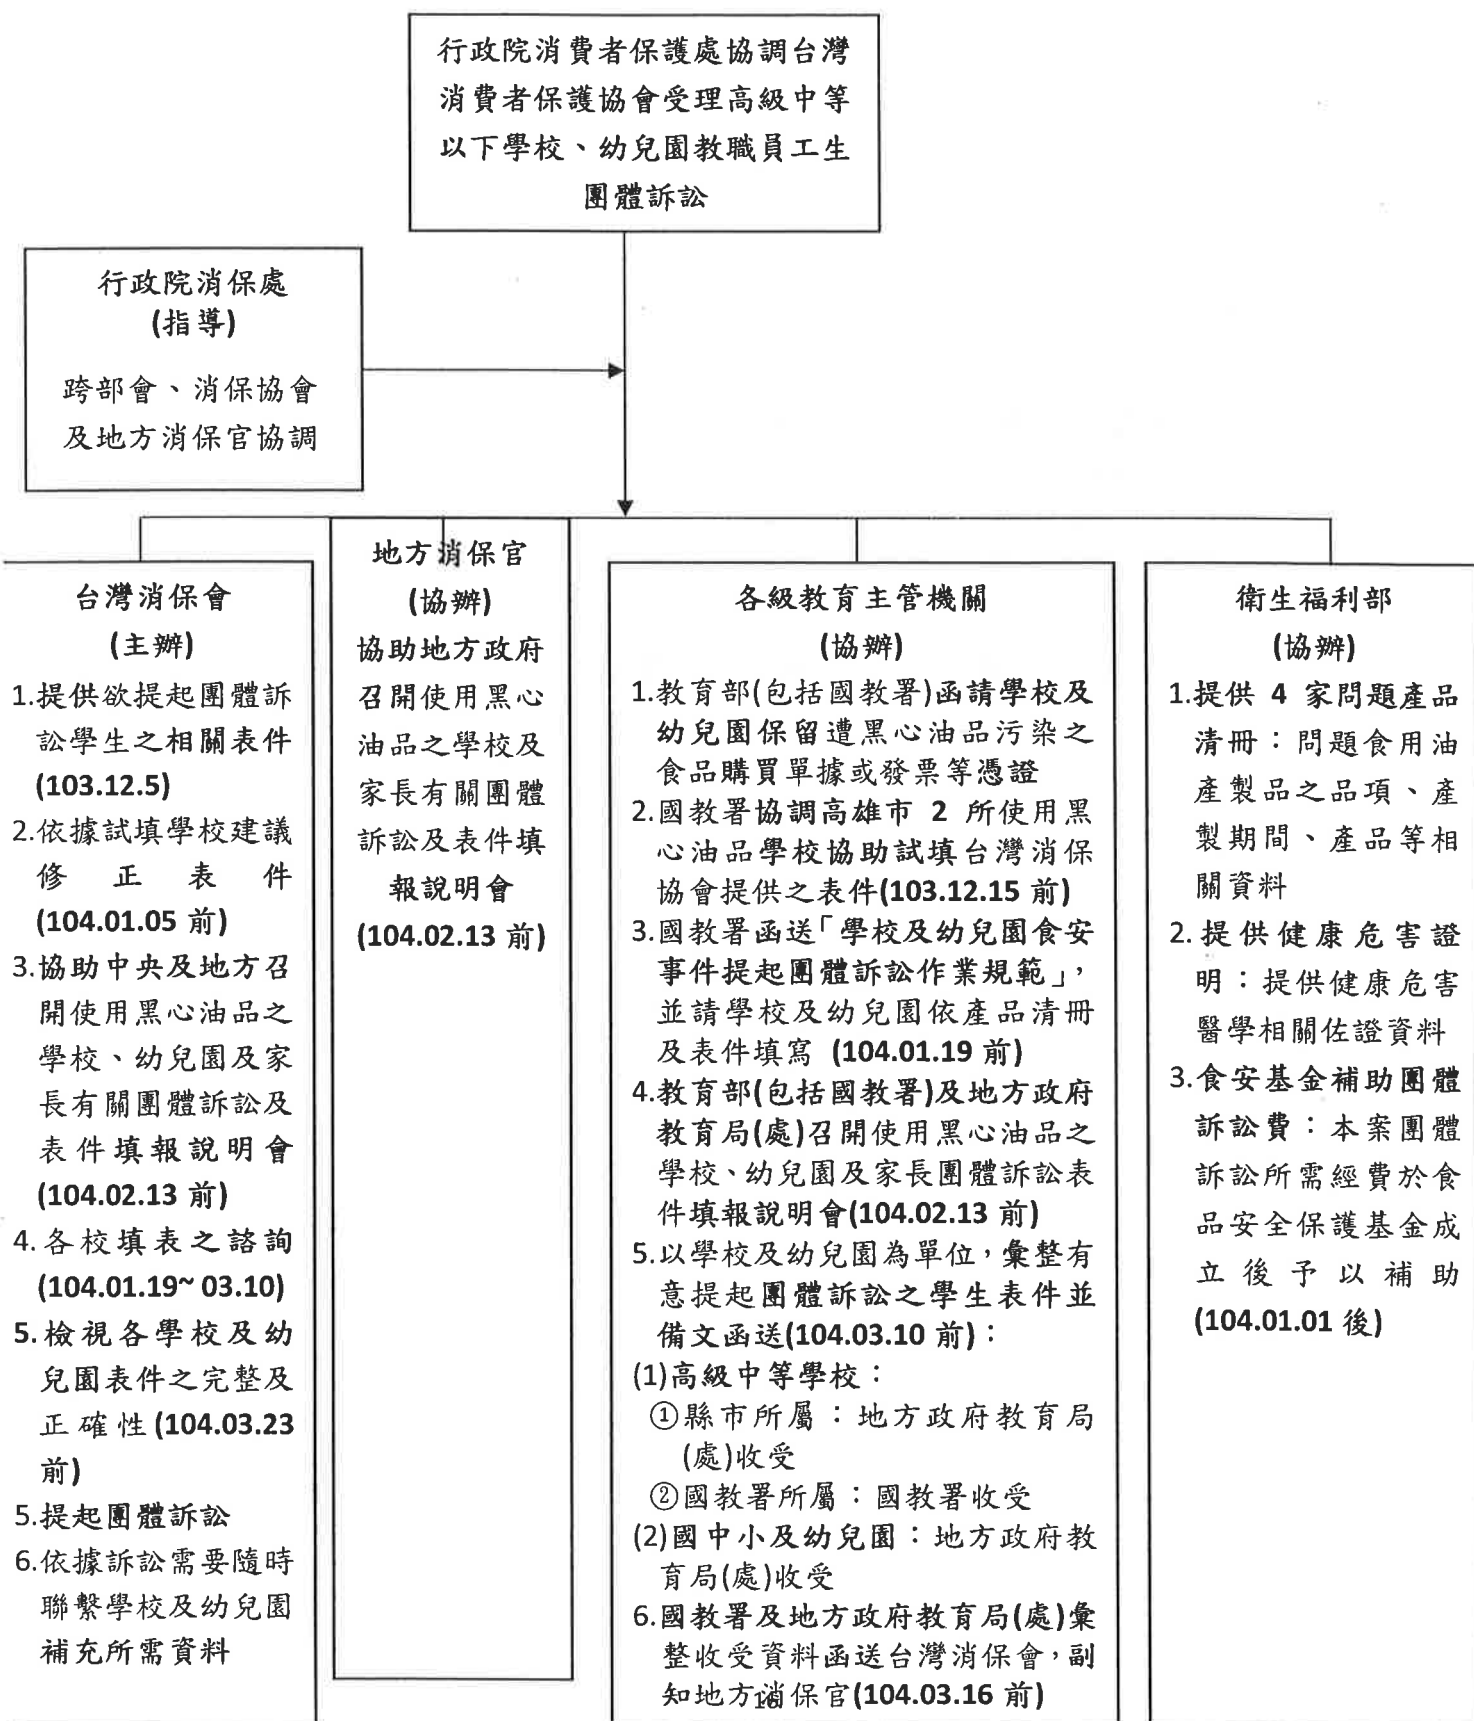 行政院消費者保護處協調台灣
消費者保護協會受理高級中等
以下學校、幼兒園教職員工生
團體訴訟
行政院消保處
(指導)
跨部會、消保協會
及地方消保官協調
台灣消保會
(主辦)
1.提供欲提起團體訴
訟學生之相關表件
(103.12.5)
2.依據試填學校建議
修正表件
(104.01.05 前)
3.協助中央及地方召
開使用黑心油品之
學校、幼兒園及家
長有關團體訴訟及
表件填報說明會
(104.02.13 前)
4.各校填表之諮詢
(104.01.19~ 03.10)
5.檢視各學校及幼
兒園表件之完整及
正確性(104.03.23
前)
5.提起團體訴訟
6.依據訴訟需要隨時
聯繫學校及幼兒園
補充所需資料
地方消保官
(協辦)
協助地方政府
召開使用黑心
油品之學校及
家長有關團體
訴訟及表件填
報說明會
(104.02.13 前)
各級教育主管機關
(協辦)
1.教育部(包括國教署)函請學校及
幼兒園保留遭黑心油品污染之
食品購買單據或發票等憑證
2.國教署協調高雄市 2 所使用黑
心油品學校協助試填台灣消保
協會提供之表件(103.12.15 前)
3.國教署函送「學校及幼兒園食安
事件提起團體訴訟作業規範」,
並請學校及幼兒園依產品清冊
及表件填寫 (104.01.19 前)
4.教育部(包括國教署)及地方政府
教育局(處)召開使用黑心油品之
學校、幼兒園及家長團體訴訟表
件填報說明會(104.02.13 前)
5.以學校及幼兒園為單位,彙整有
意提起團體訴訟之學生表件並
備文函送(104.03.10 前):
(1)高級中等學校:
①縣市所屬:地方政府教育局
(處)收受
②國教署所屬:國教署收受
(2)國中小及幼兒園:地方政府教
育局(處)收受
6.國教署及地方政府教育局(處)彙
整收受資料函送台灣消保會,副
知地方消保官(104.03.16 前)
16
衛生福利部
(協辦)
1.提供 4 家問題產品
清冊:問題食用油
產製品之品項、產
製期間、產品等相
關資料
2.提供健康危害證
明:提供健康危害
醫學相關佐證資料
3.食安基金補助團體
訴訟費:本案團體
訴訟所需經費於食
品安全保護基金成
立後予以補助
(104.01.01 後)